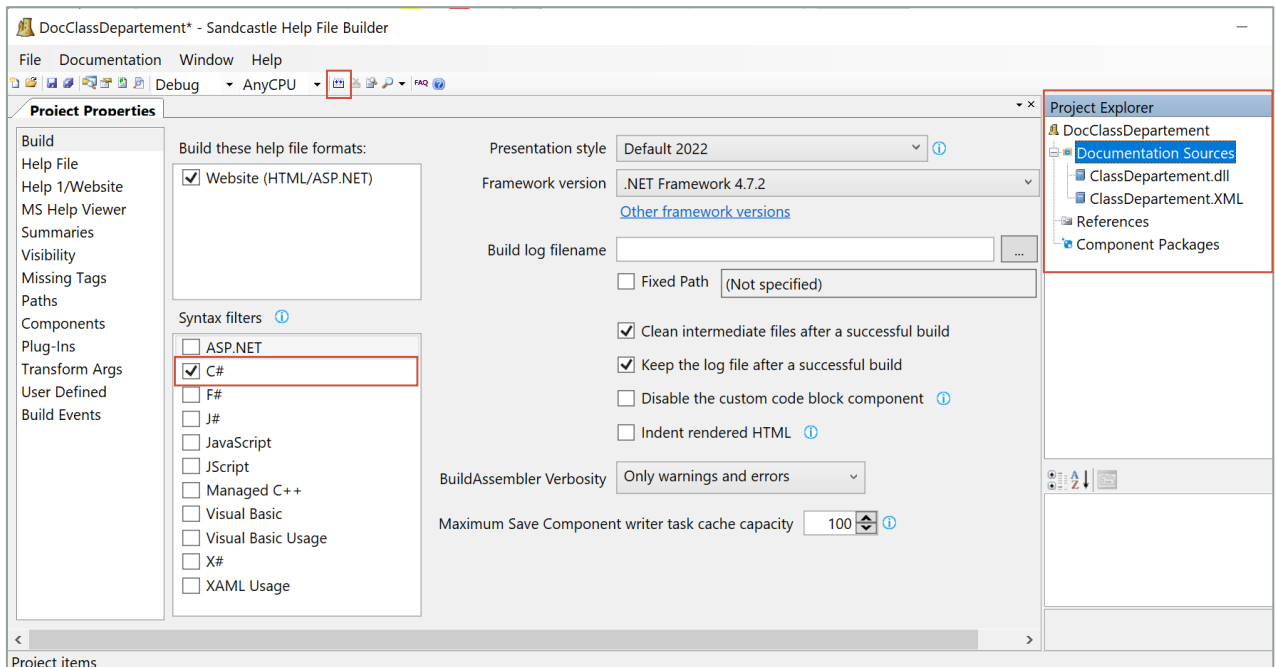 DocClassDepartement* - Sandcastle Help File Builder
File Documentation Window Help
Debug AnyCPU FAQ
Project Properties
Build
Help File
Help 1/Website
MS Help Viewer
Summaries
Visibility
Missing Tags
Paths
Components
Plug-Ins
Transform Args
User Defined
Build Events
Build these help file formats:
Website (HTML/ASP.NET)
Syntax filters
ASP.NET
C#
F#
J#
JavaScript
JScript
Managed C++
Visual Basic
Visual Basic Usage
X#
XAML Usage
Presentation style Default 2022
Framework version .NET Framework 4.7.2
Other framework versions
Build log filename ...
Fixed Path (Not specified)
Clean intermediate files after a successful build
Keep the log file after a successful build
Disable the custom code block component
Indent rendered HTML
BuildAssembler Verbosity Only warnings and errors
Maximum Save Component writer task cache capacity 100
Project Explorer
DocClassDepartement
Documentation Sources
ClassDepartement.dll
ClassDepartement.XML
References
Component Packages
Project items